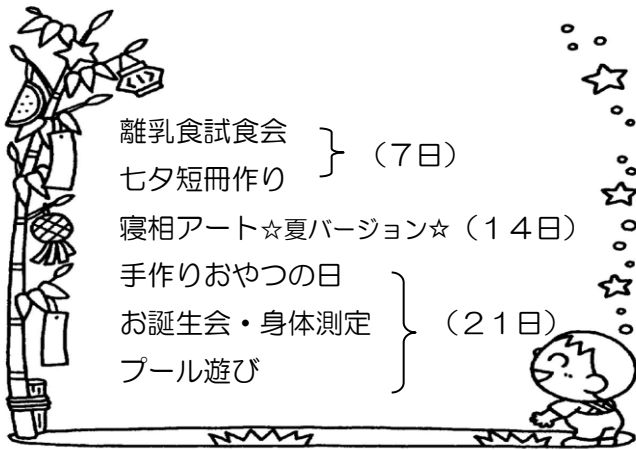 離乳食試食会
七夕短冊作り
(7日)
寝相アート☆夏バージョン☆(14日)
手作りおやつの日
お誕生会・身体測定
(21日)
プール遊び